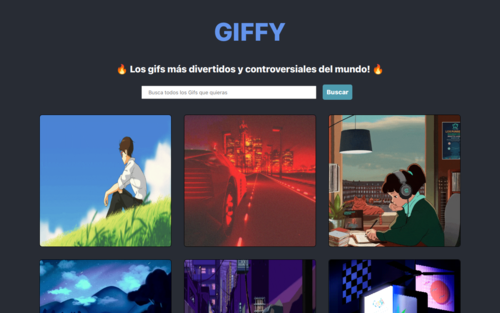 GIFFY
🔥 Los gifs más divertidos y controversiales del mundo! 🔥
Busca todos los Gifs que quieras
Buscar